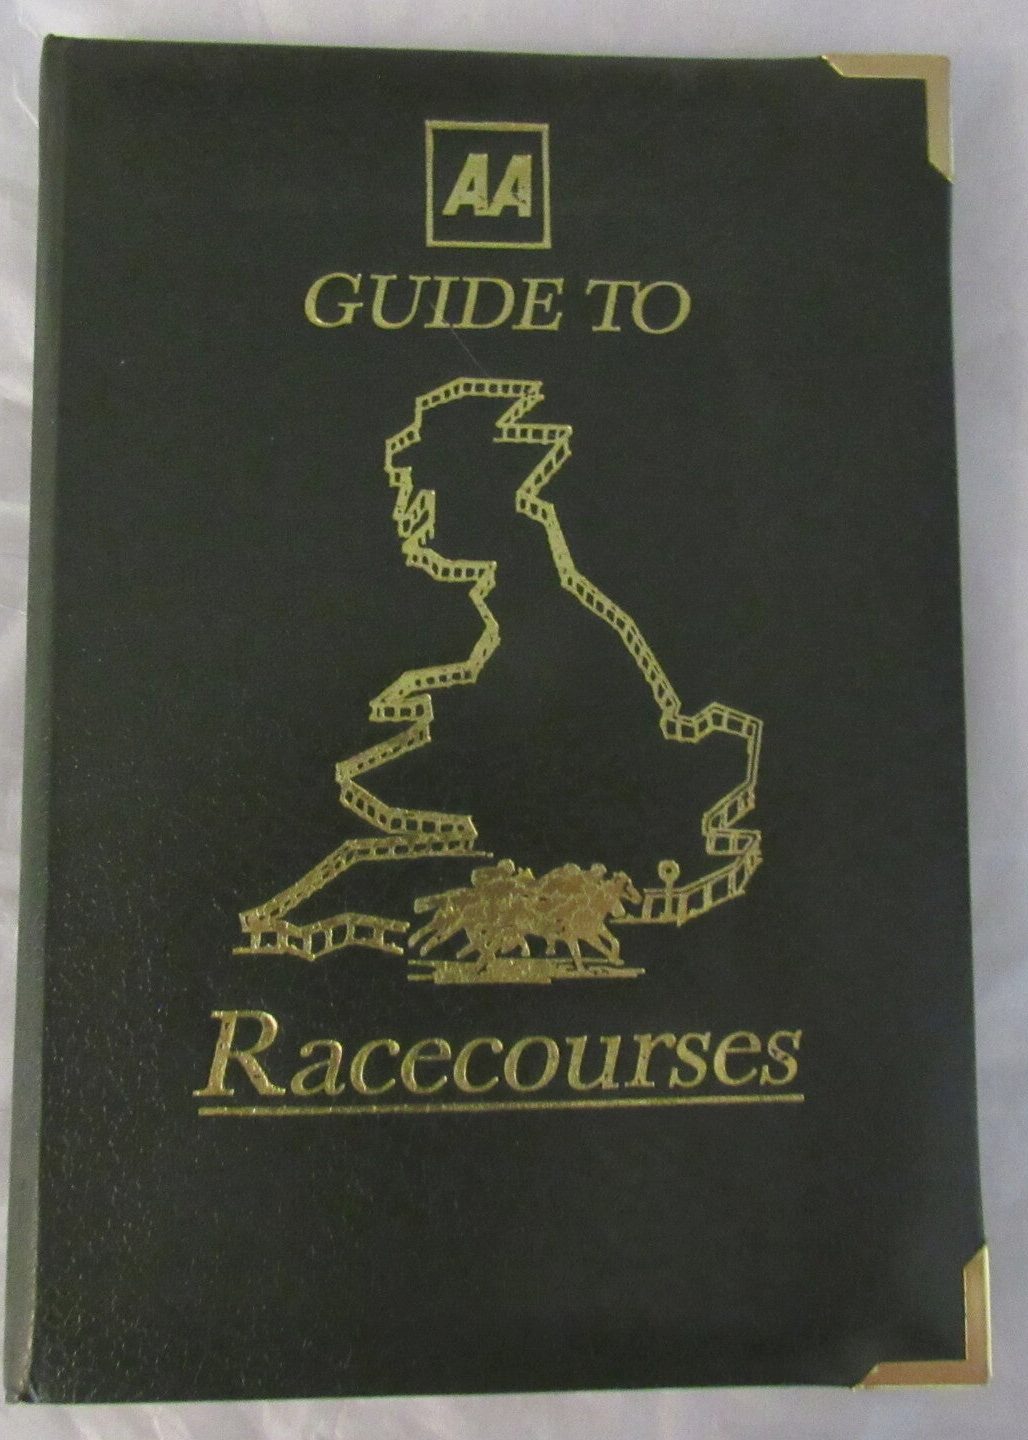 AA
GUIDE TO
Racecourses